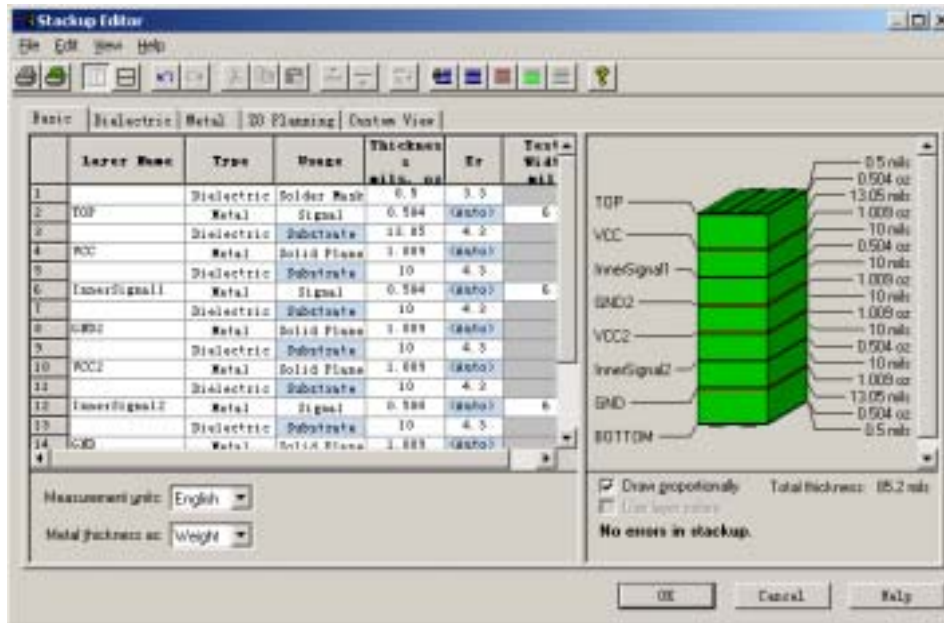 Stackup Editor
File Edit View Help
Basic Dielectric Metal Z0 Planning Custom View
Layer Name Type Usage Thickness mils, oz Er Test Width mil
1 Dielectric Solder Mask 0.5 3.3
2 TOP Metal Signal 0.504 (Auto) 6
3 Dielectric Substrate 13.05 4.3
4 VCC Metal Solid Plane 1.009 (Auto)
5 Dielectric Substrate 10 4.3
6 InnerSignal1 Metal Signal 0.504 (Auto) 6
7 Dielectric Substrate 10 4.3
8 GND2 Metal Solid Plane 1.009 (Auto)
9 Dielectric Substrate 10 4.3
10 VCC2 Metal Solid Plane 1.009 (Auto)
11 Dielectric Substrate 10 4.3
12 InnerSignal2 Metal Signal 0.504 (Auto) 6
13 Dielectric Substrate 10 4.3
14 GND Metal Solid Plane 1.009 (Auto)
TOP
VCC
InnerSignal1
GND2
VCC2
InnerSignal2
GND
BOTTOM
0.5 mils
0.504 oz
13.05 mils
1.009 oz
10 mils
0.504 oz
10 mils
1.009 oz
10 mils
1.009 oz
10 mils
0.504 oz
10 mils
1.009 oz
13.05 mils
0.504 oz
0.5 mils
Measurement units: English
Metal thickness as: Weight
Draw proportionally Total thickness: 85.2 mils
Use layer colors
No errors in stackup.
OK Cancel Help